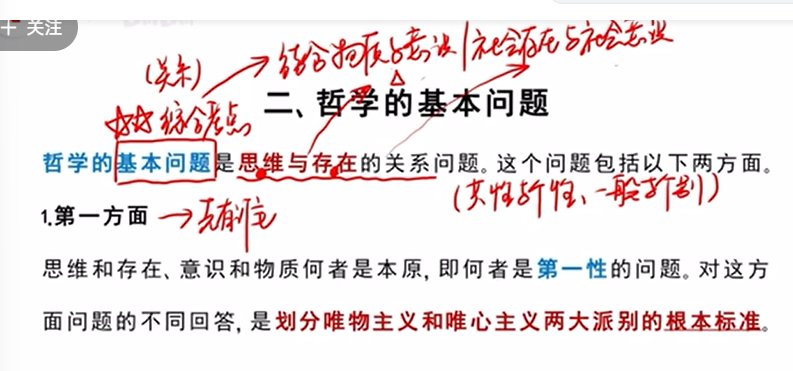 + 关注
(关系)
结合物质与意识 | 社会存在与社会意识
综合考点
二、哲学的基本问题
哲学的基本问题是思维与存在的关系问题。这个问题包括以下两方面。
(共性与个性、一般与个别)
1.第一方面
思维和存在、意识和物质何者是本原, 即何者是第一性的问题。对这方
面问题的不同回答, 是划分唯物主义和唯心主义两大派别的根本标准。